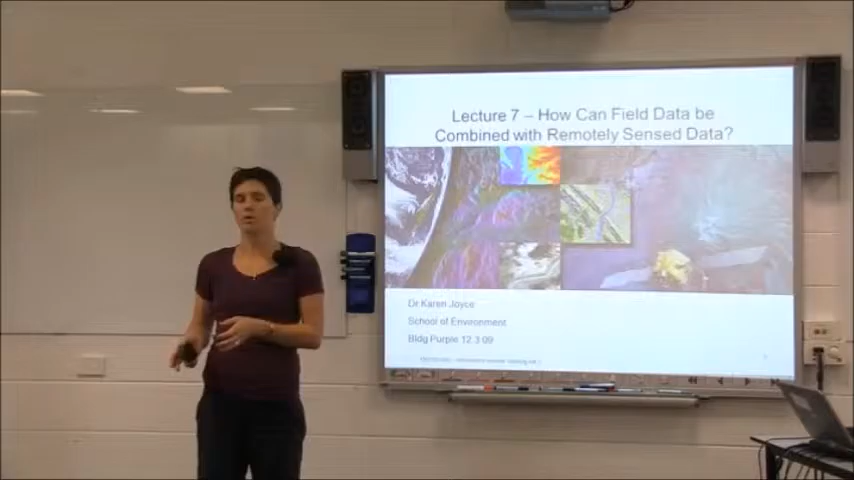 Lecture 7 – How Can Field Data be
Combined with Remotely Sensed Data?
Dr Karen Joyce
School of Environment
Bldg Purple 12.3 09